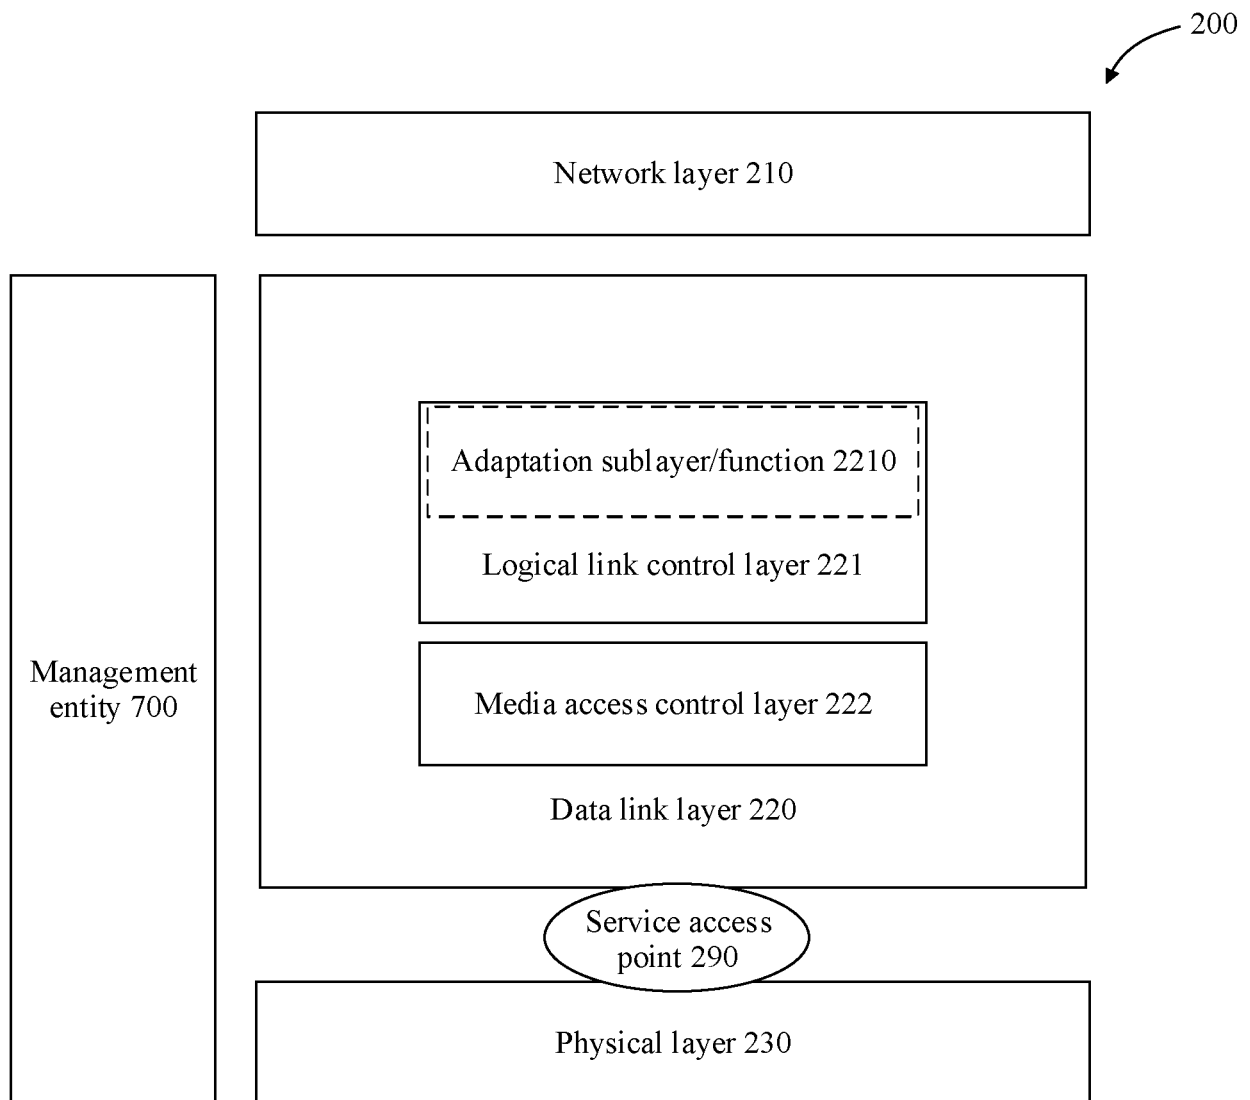 200
Network layer 210
Adaptation sublayer/function 2210
Logical link control layer 221
Management
entity 700
Media access control layer 222
Data link layer 220
Service access
point 290
Physical layer 230